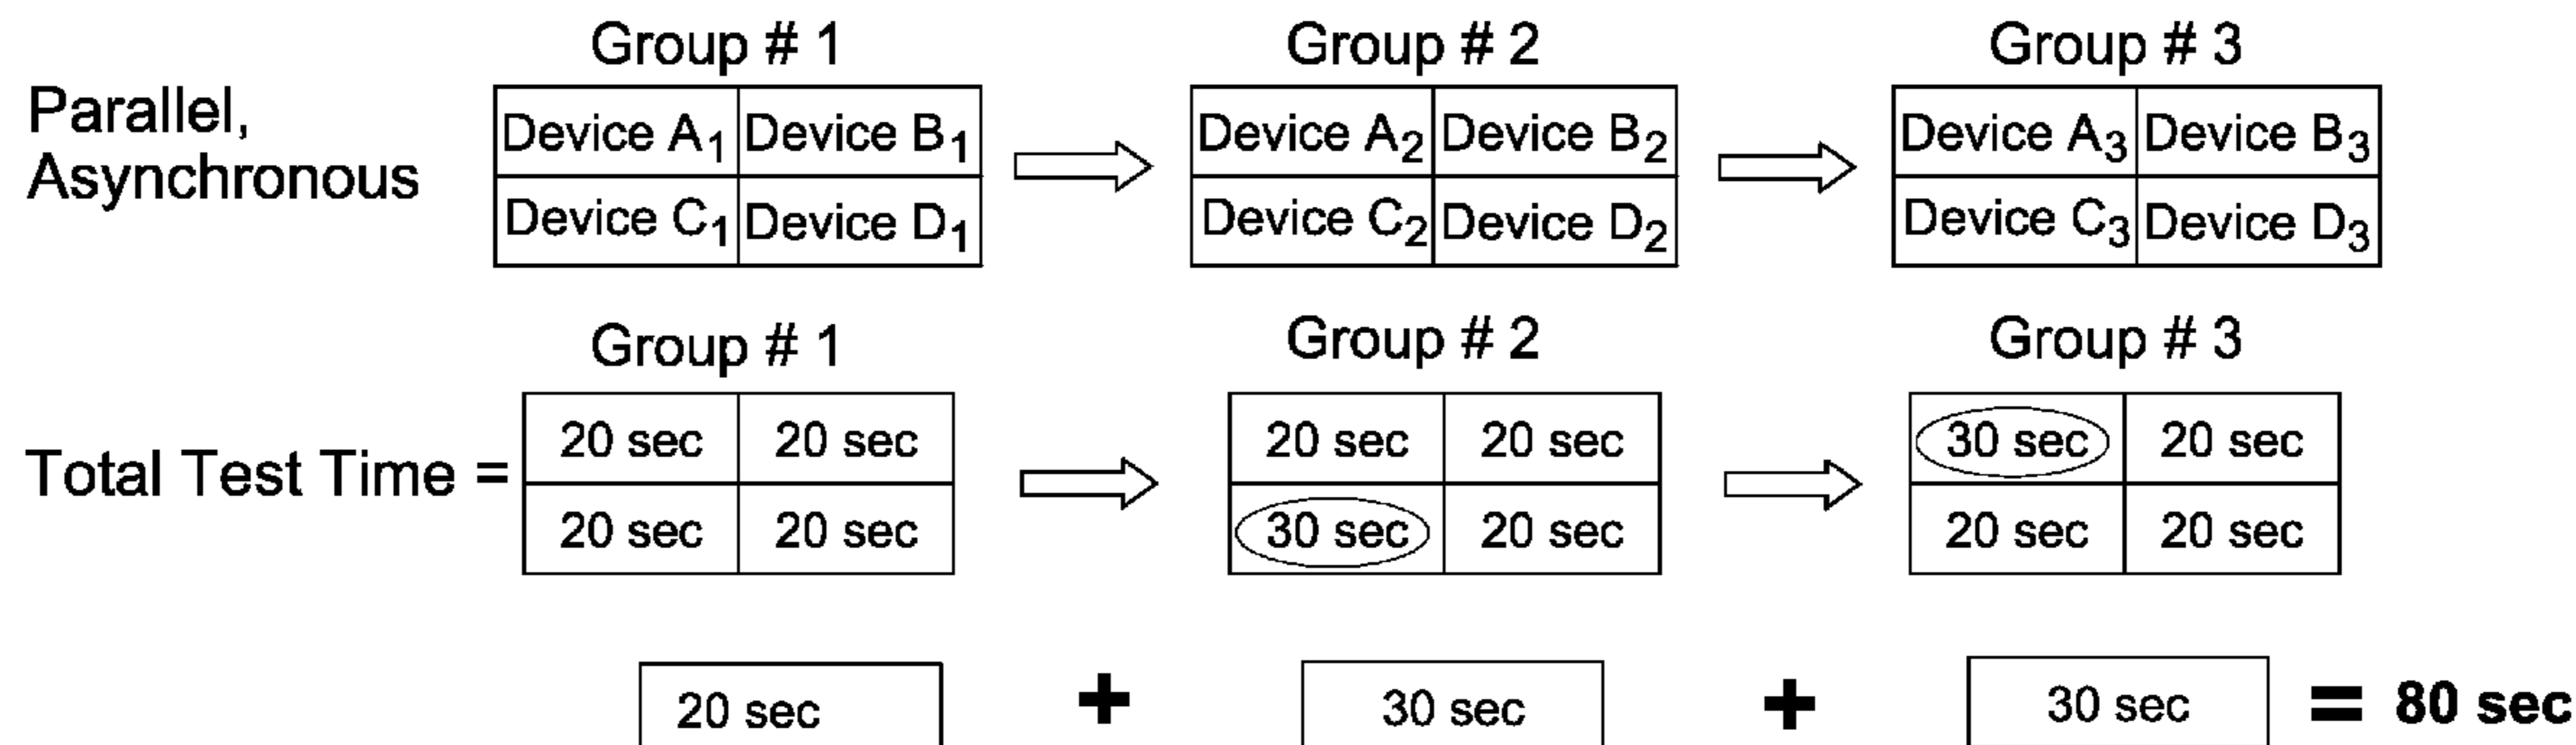 Group # 1 Group # 2 Group # 3
Parallel,
Asynchronous
Device A1 Device B1 Device A2 Device B2 Device A3 Device B3
Device C1 Device D1 Device C2 Device D2 Device C3 Device D3
Group # 1 Group # 2 Group # 3
Total Test Time =
20 sec 20 sec 20 sec 20 sec 30 sec 20 sec
20 sec 20 sec 30 sec 20 sec 20 sec 20 sec
20 sec + 30 sec + 30 sec = 80 sec